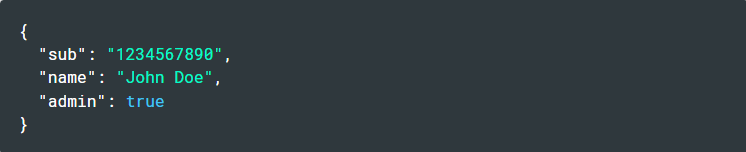 {
"sub": "1234567890",
"name": "John Doe",
"admin": true
}